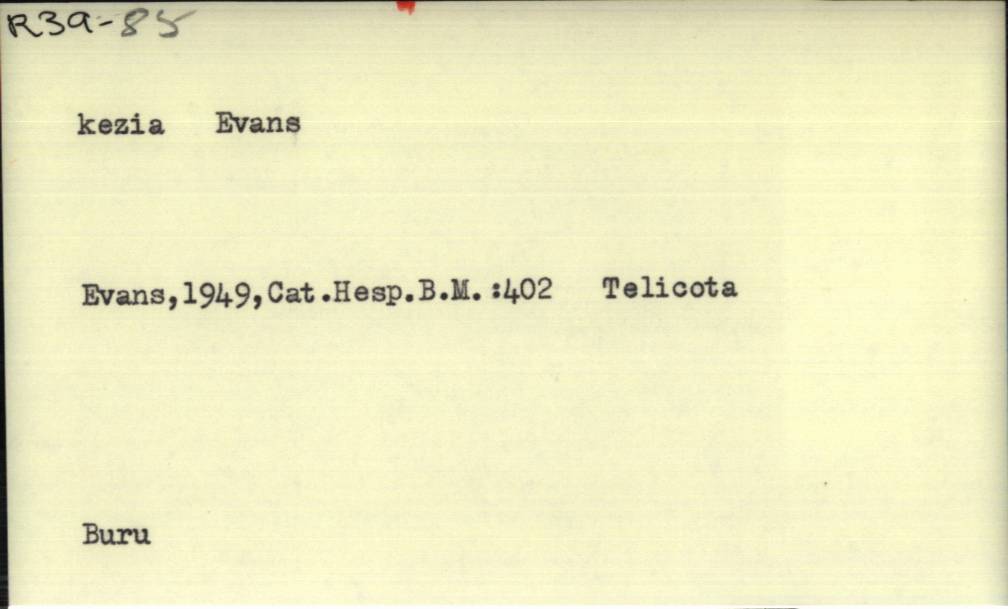 R39-85
kezia Evans
Evans,1949,Cat.Hesp.B.M.:402 Telicota
Buru